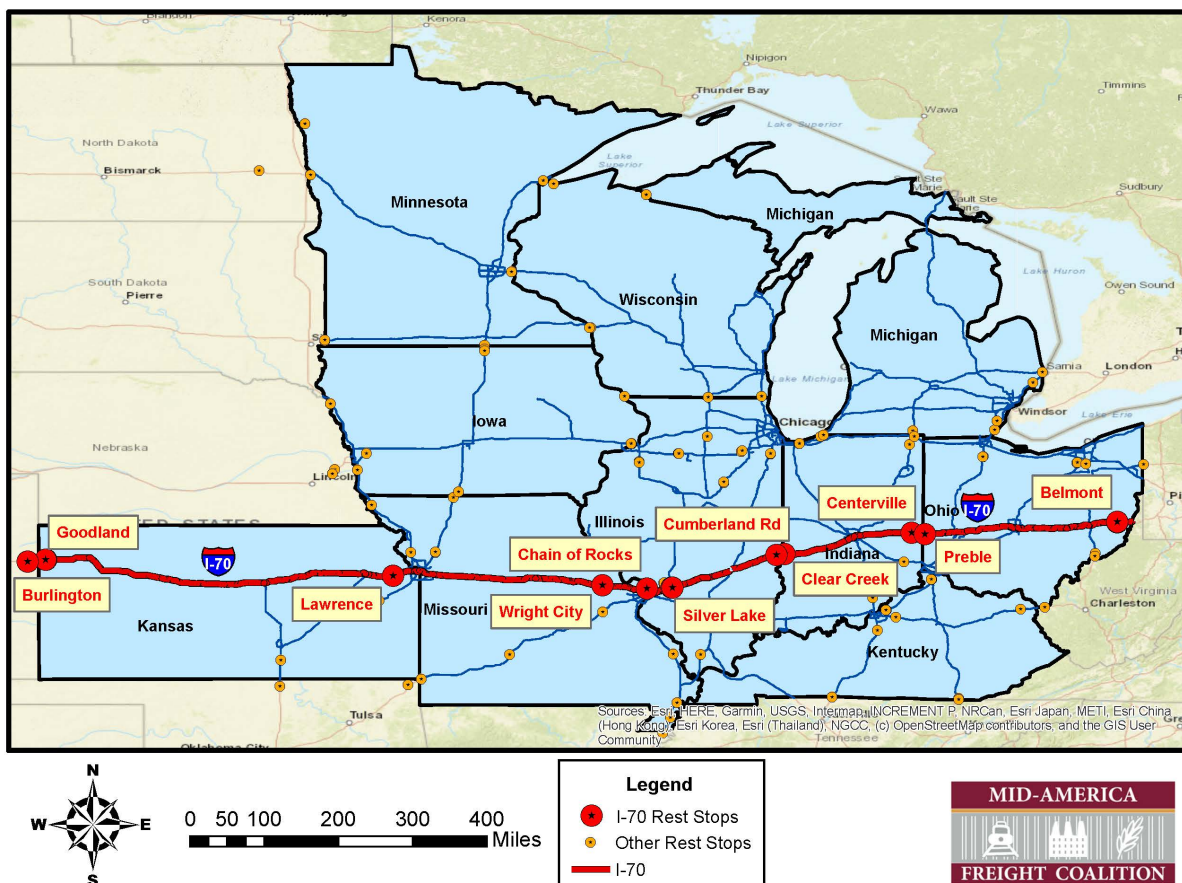 Kenora
Nipigon
Thunder Bay
Timmins
Wawa
Lake Superior
Lake
Superior
North Dakota
Bismarck
Minnesota
Michigan
Sudbury
South Dakota
Pierre
Wisconsin
Lake Huron
Owen Sound
Michigan
Lake Michigan
Sarnia
London
Windsor
Lake Erie
Iowa
Chicago
Nebraska
Lincoln
Goodland
I-70
Burlington
Lawrence
Kansas
Missouri
Chain of Rocks
Wright City
Illinois
Cumberland Rd
Silver Lake
Clear Creek
Indiana
Centerville
Ohio
I-70
Preble
Belmont
West Virginia
Charleston
Kentucky
Tulsa
Oklahoma City
Tennessee
Sources: Esri, HERE, Garmin, USGS, Intermap, INCREMENT P, NRCan, Esri Japan, METI, Esri China
(Hong Kong), Esri Korea, Esri (Thailand), NGCC, (c) OpenStreetMap contributors, and the GIS User
Community
N
W
E
S
0 50 100 200 300 400
Miles
Legend
I-70 Rest Stops
Other Rest Stops
I-70
MID-AMERICA
FREIGHT COALITION